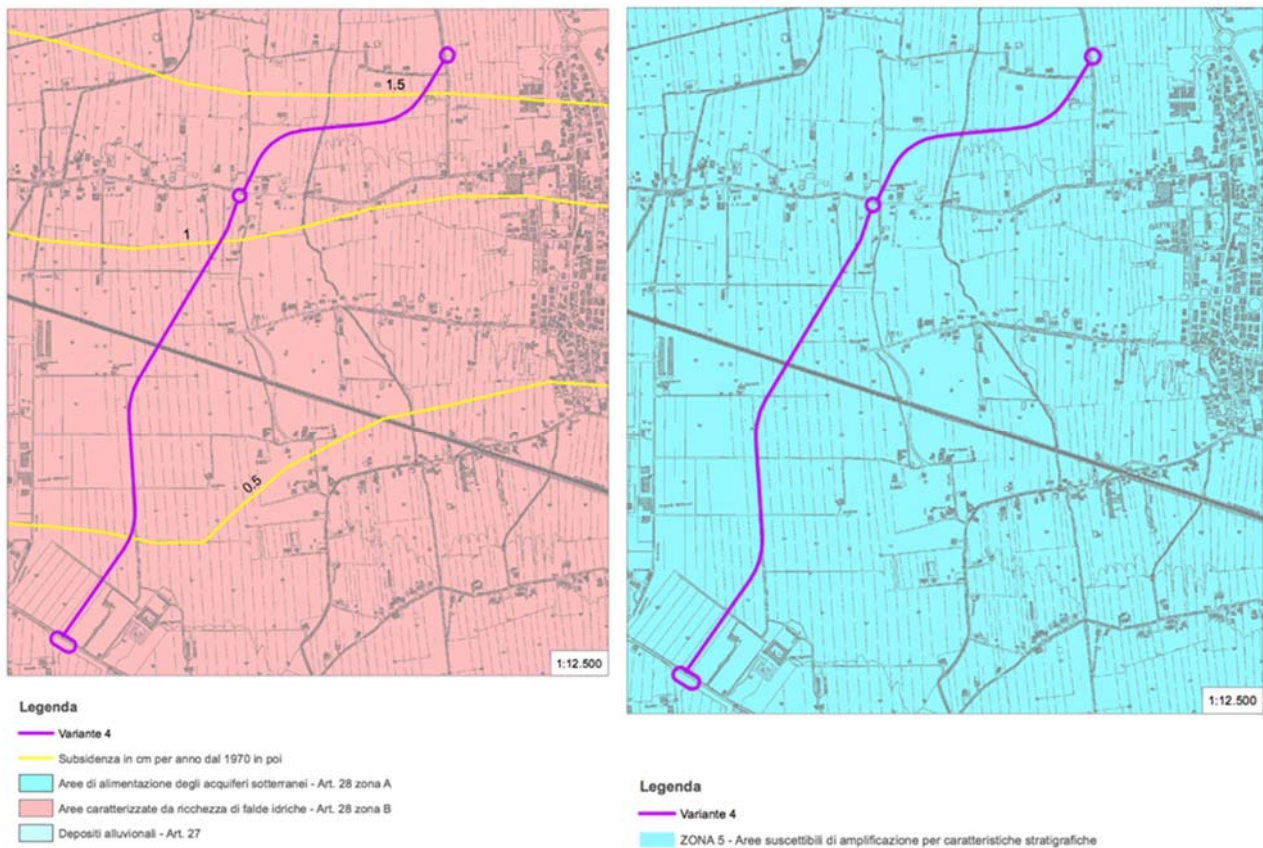 1.5
1
0.5
1:12.500
Legenda
Variante 4
Subsidenza in cm per anno dal 1970 in poi
Aree di alimentazione degli acquiferi sotterranei - Art. 28 zona A
Aree caratterizzate da ricchezza di falde idriche - Art. 28 zona B
Depositi alluvionali - Art. 27
1:12.500
Legenda
Variante 4
ZONA 5 - Aree suscettibili di amplificazione per caratteristiche stratigrafiche